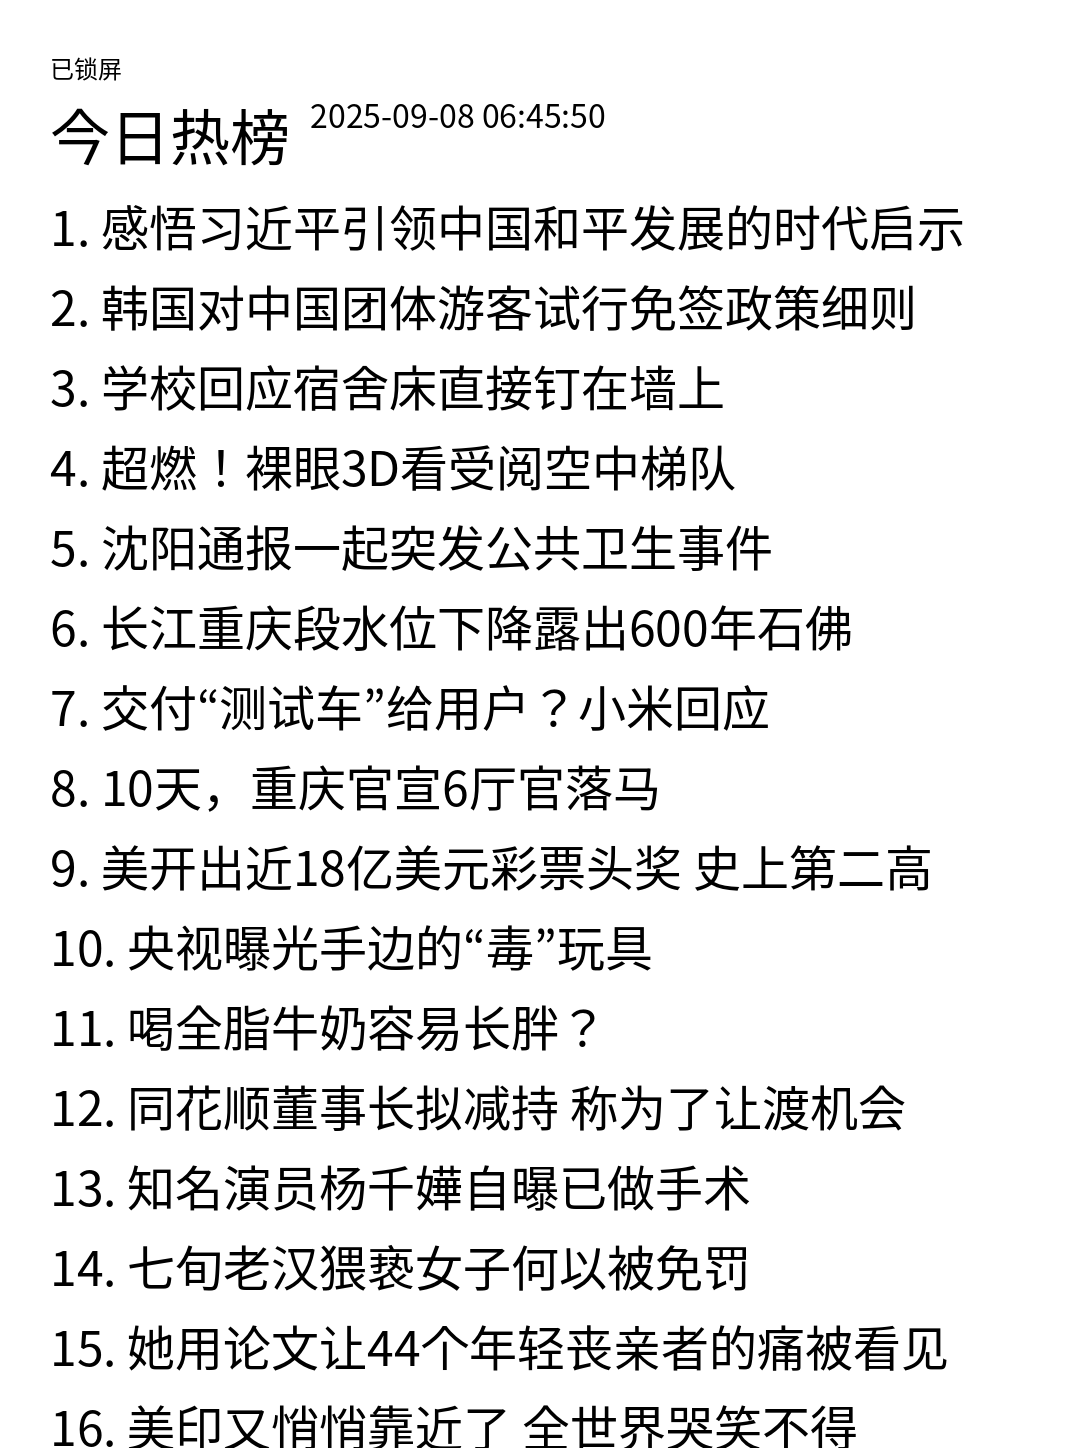 已锁屏
今日热榜 2025-09-08 06:45:50
1. 感悟习近平引领中国和平发展的时代启示
2. 韩国对中国团体游客试行免签政策细则
3. 学校回应宿舍床直接钉在墙上
4. 超燃！裸眼3D看受阅空中梯队
5. 沈阳通报一起突发公共卫生事件
6. 长江重庆段水位下降露出600年石佛
7. 交付“测试车”给用户？小米回应
8. 10天，重庆官宣6厅官落马
9. 美开出近18亿美元彩票头奖 史上第二高
10. 央视曝光手边的“毒”玩具
11. 喝全脂牛奶容易长胖？
12. 同花顺董事长拟减持 称为了让渡机会
13. 知名演员杨千嬅自曝已做手术
14. 七旬老汉猥亵女子何以被免罚
15. 她用论文让44个年轻丧亲者的痛被看见
16. 美印又悄悄靠近了 全世界哭笑不得